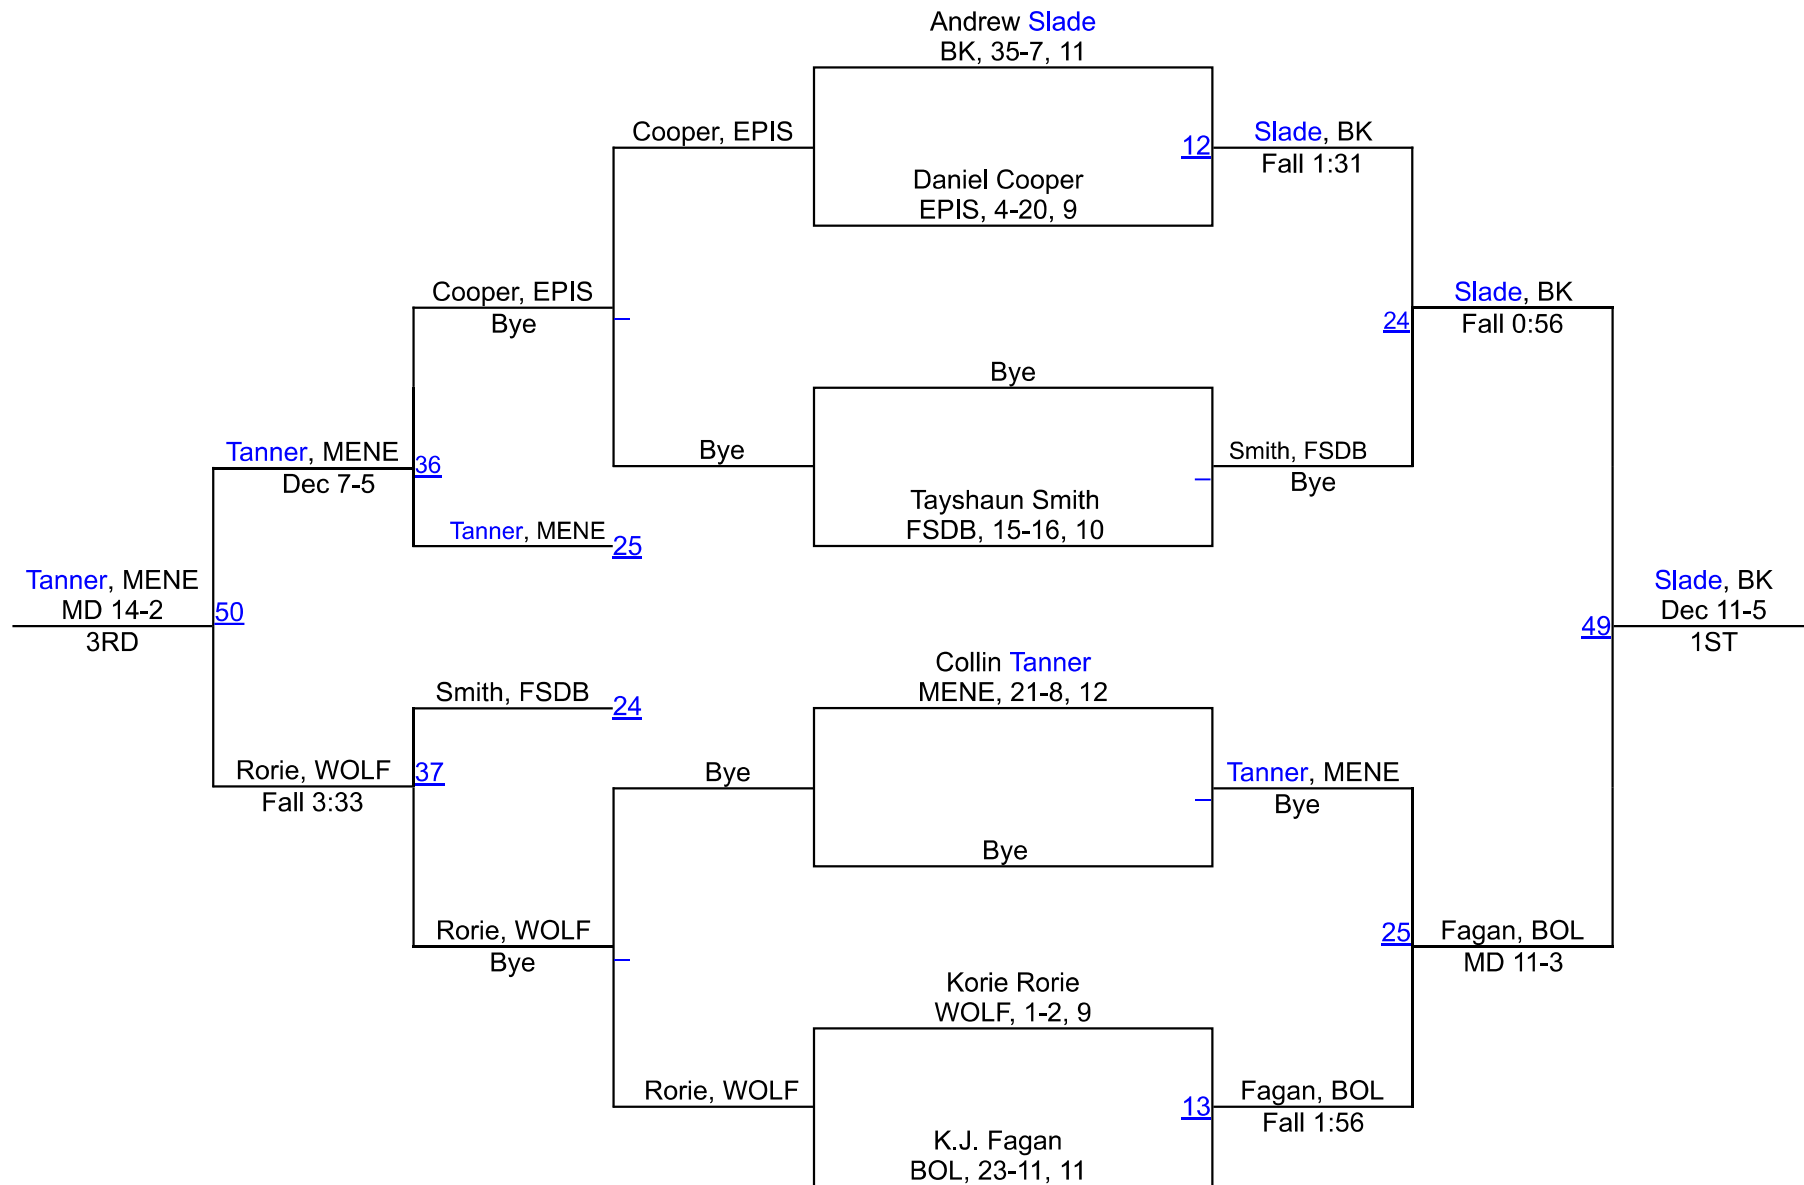 Andrew Slade
BK, 35-7, 11
Cooper, EPIS
12
Slade, BK
Fall 1:31
Daniel Cooper
EPIS, 4-20, 9
Cooper, EPIS
Bye
24
Slade, BK
Fall 0:56
Bye
Tanner, MENE
Dec 7-5
36
Bye
Smith, FSDB
Bye
Tayshaun Smith
FSDB, 15-16, 10
Tanner, MENE
25
Tanner, MENE
MD 14-2
3RD
50
49
Slade, BK
Dec 11-5
1ST
Collin Tanner
MENE, 21-8, 12
Smith, FSDB
24
Rorie, WOLF
Fall 3:33
37
Bye
Tanner, MENE
Bye
Bye
Rorie, WOLF
Bye
25
Fagan, BOL
MD 11-3
Korie Rorie
WOLF, 1-2, 9
Rorie, WOLF
13
Fagan, BOL
Fall 1:56
K.J. Fagan
BOL, 23-11, 11